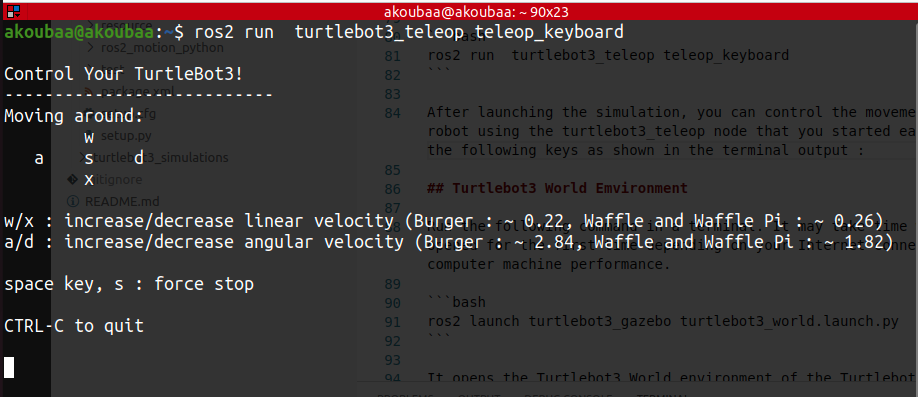 akoubaa@akoubaa: ~ 90x23
akoubaa@akoubaa:~$ ros2 run  turtlebot3_teleop teleop_keyboard
Control Your TurtleBot3!
---------------------------
Moving around:
        w
   a    s    d
        x
w/x : increase/decrease linear velocity (Burger : ~ 0.22, Waffle and Waffle Pi : ~ 0.26)
a/d : increase/decrease angular velocity (Burger : ~ 2.84, Waffle and Waffle Pi : ~ 1.82)
space key, s : force stop
CTRL-C to quit
resource
ros2_motion_python
package.xml
setup.py
turtlebot3_simulations
README.md
81 ros2 run  turtlebot3_teleop teleop_keyboard
82 ```
83
84 After launching the simulation, you can control the moveme
robot using the turtlebot3_teleop node that you started ea
the following keys as shown in the terminal output :
85
86 ## Turtlebot3 World Emvironment
87
computer machine performance.
89
90 ```bash
91 ros2 launch turtlebot3_gazebo turtlebot3_world.launch.py
92 ```
93
94 It opens the Turtlebot3 World environment of the Turtlebot